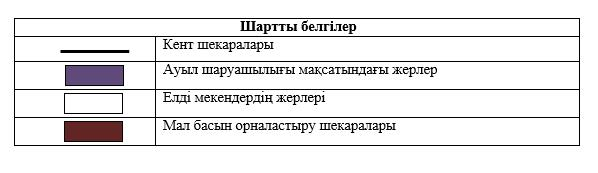 Шартты белгілер
Кент шекаралары
Ауыл шаруашылығы мақсатындағы жерлер
Елді мекендердің жерлері
Мал басын орналастыру шекаралары